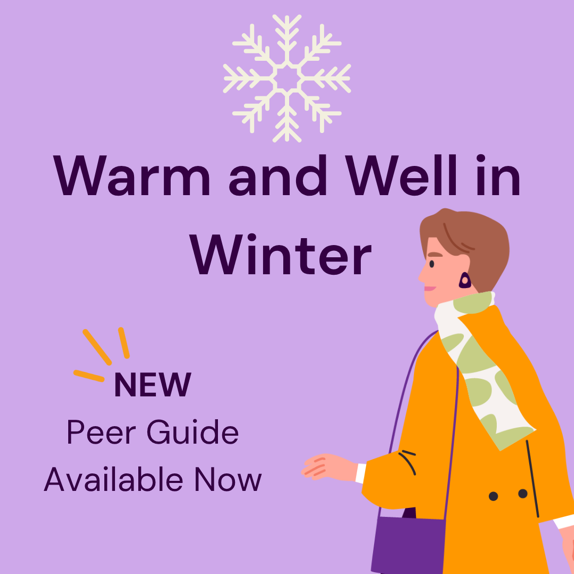 Warm and Well in
Winter
NEW
Peer Guide
Available Now